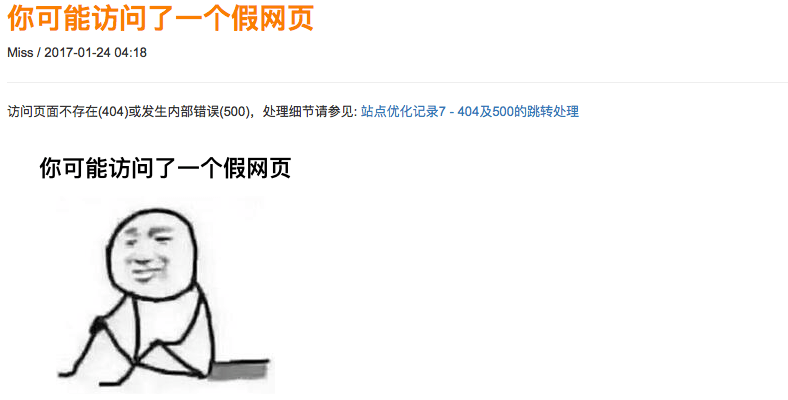 你可能访问了一个假网页
Miss / 2017-01-24 04:18
访问页面不存在(404)或发生内部错误(500)，处理细节请参见: 站点优化记录7 - 404及500的跳转处理
你可能访问了一个假网页